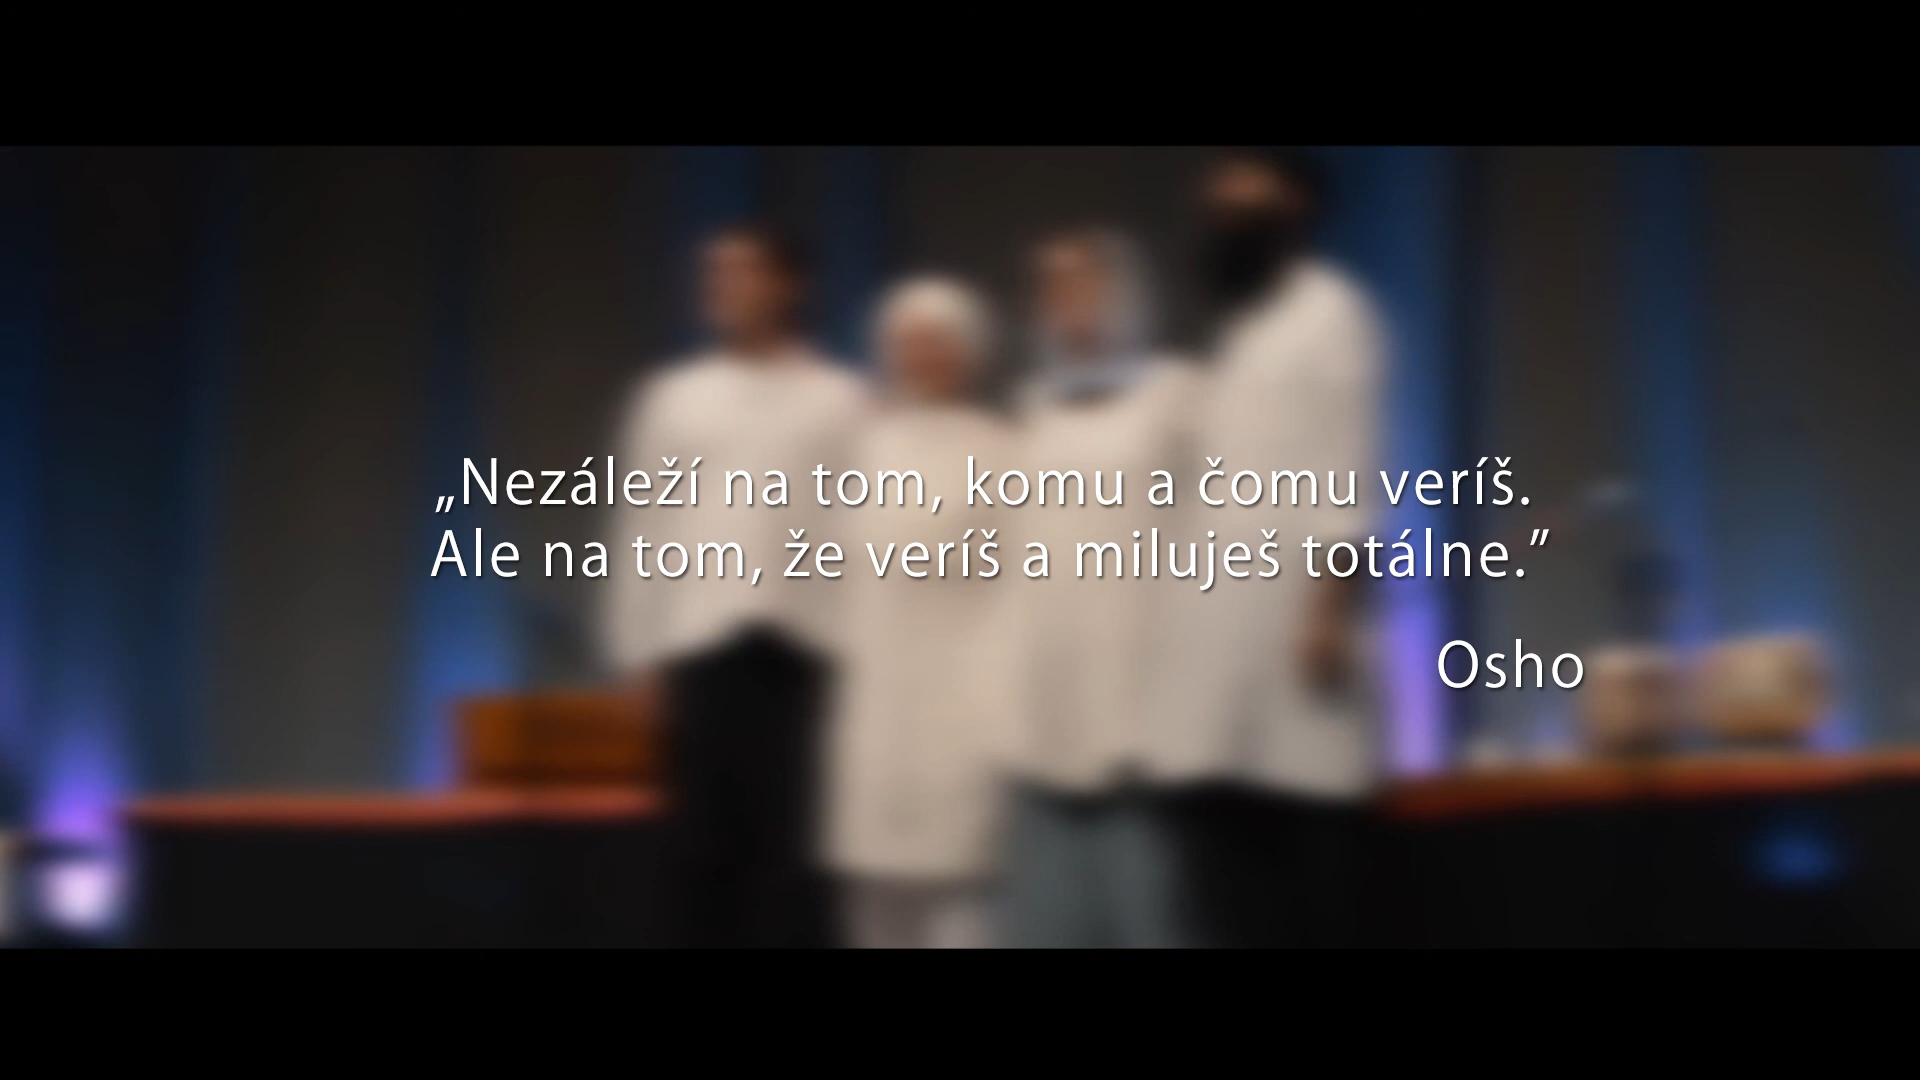 „Nezáleží na tom, komu a čomu veríš.
Ale na tom, že veríš a miluješ totálne.”
Osho